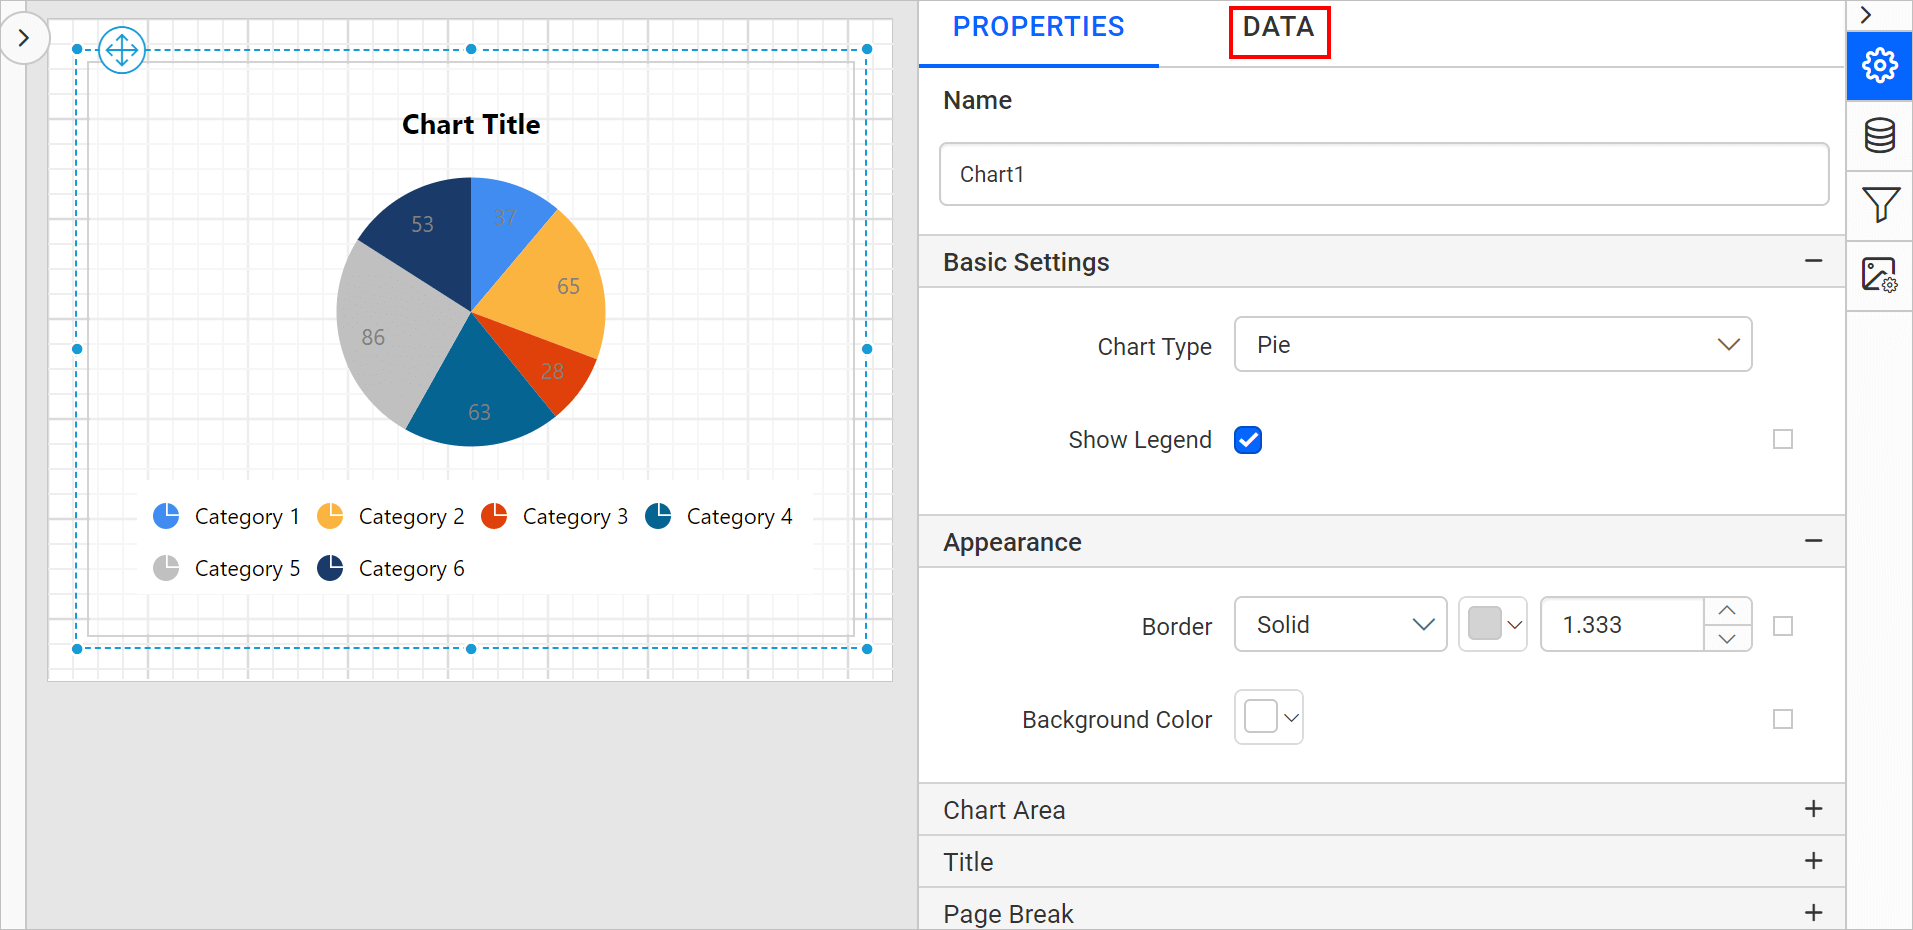 PROPERTIES DATA
Name
Chart1
Basic Settings
Chart Type Pie
Show Legend
Appearance
Border Solid 1.333
Background Color
Chart Area
Title
Page Break
Chart Title
53 37
65
86
28
63
Category 1 Category 2 Category 3 Category 4
Category 5 Category 6